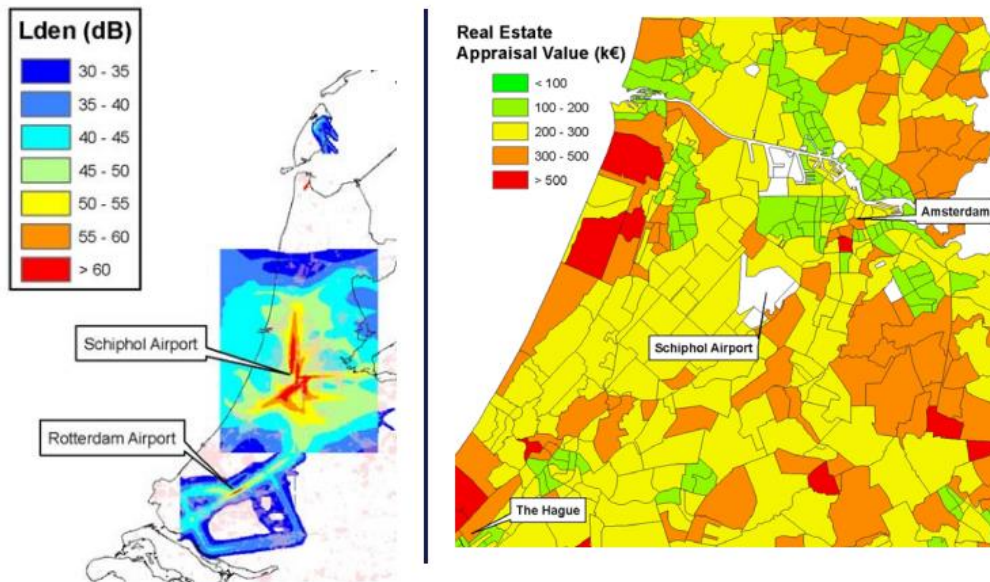 Lden (dB)
30 - 35
35 - 40
40 - 45
45 - 50
50 - 55
55 - 60
> 60
Schiphol Airport
Rotterdam Airport
Real Estate
Appraisal Value (k€)
< 100
100 - 200
200 - 300
300 - 500
> 500
Amsterdam
Schiphol Airport
The Hague